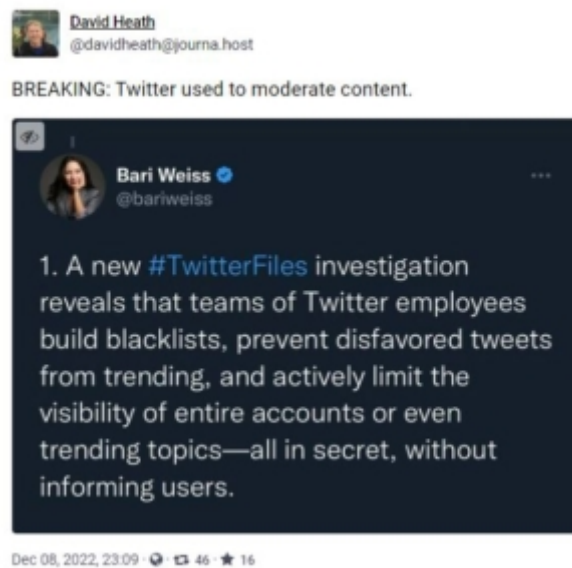 David Heath
@davidheath@journa.host
BREAKING: Twitter used to moderate content.
Bari Weiss
@bariweiss
1. A new #TwitterFiles investigation
reveals that teams of Twitter employees
build blacklists, prevent disfavored tweets
from trending, and actively limit the
visibility of entire accounts or even
trending topics—all in secret, without
informing users.
Dec 08, 2022, 23:09 · 46 · 16